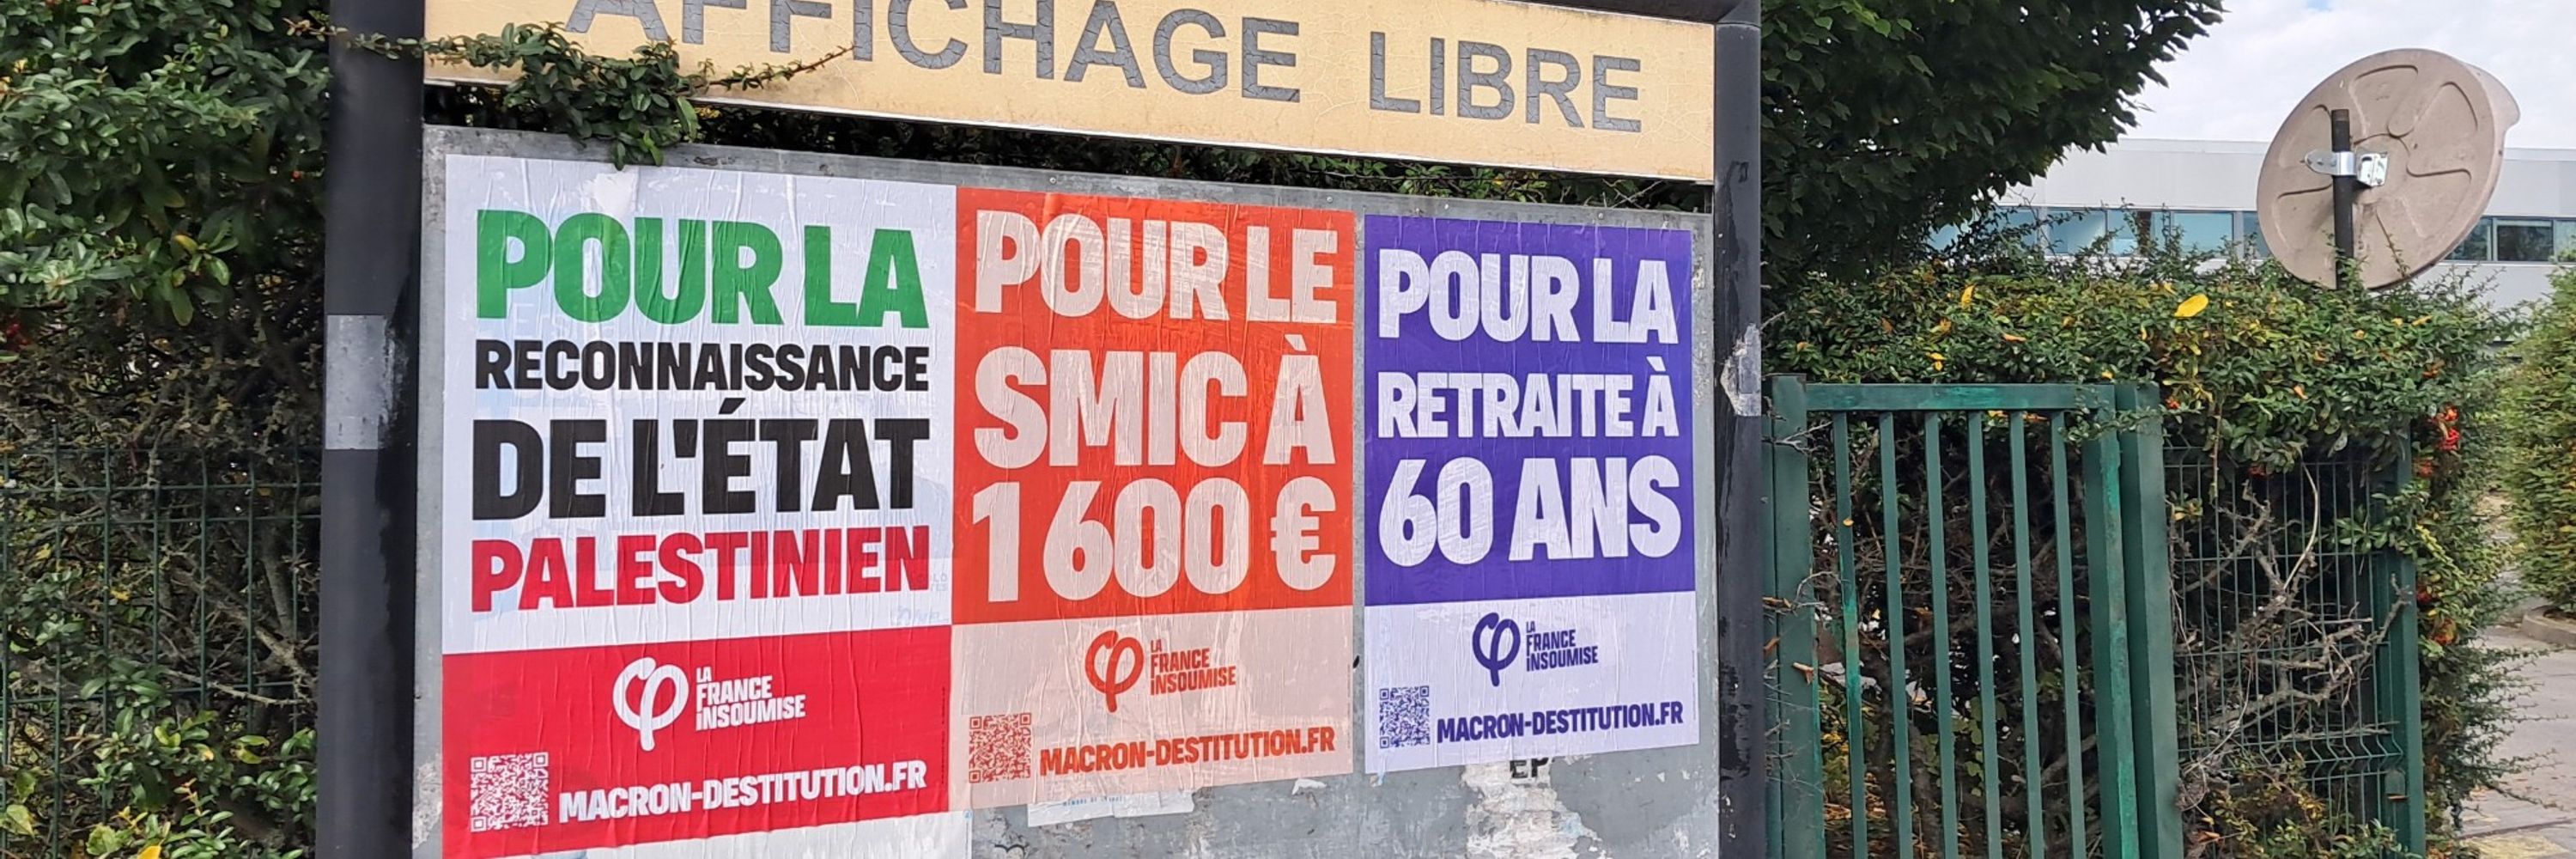 AFFICHAGE LIBRE
POUR LA
RECONNAISSANCE
DE L'ÉTAT
PALESTINIEN
LA
FRANCE
INSOUMISE
MACRON-DESTITUTION.FR
POUR LE
SMIC À
1 600 €
LA
FRANCE
INSOUMISE
MACRON-DESTITUTION.FR
POUR LA
RETRAITE À
60 ANS
LA
FRANCE
INSOUMISE
MACRON-DESTITUTION.FR
EP